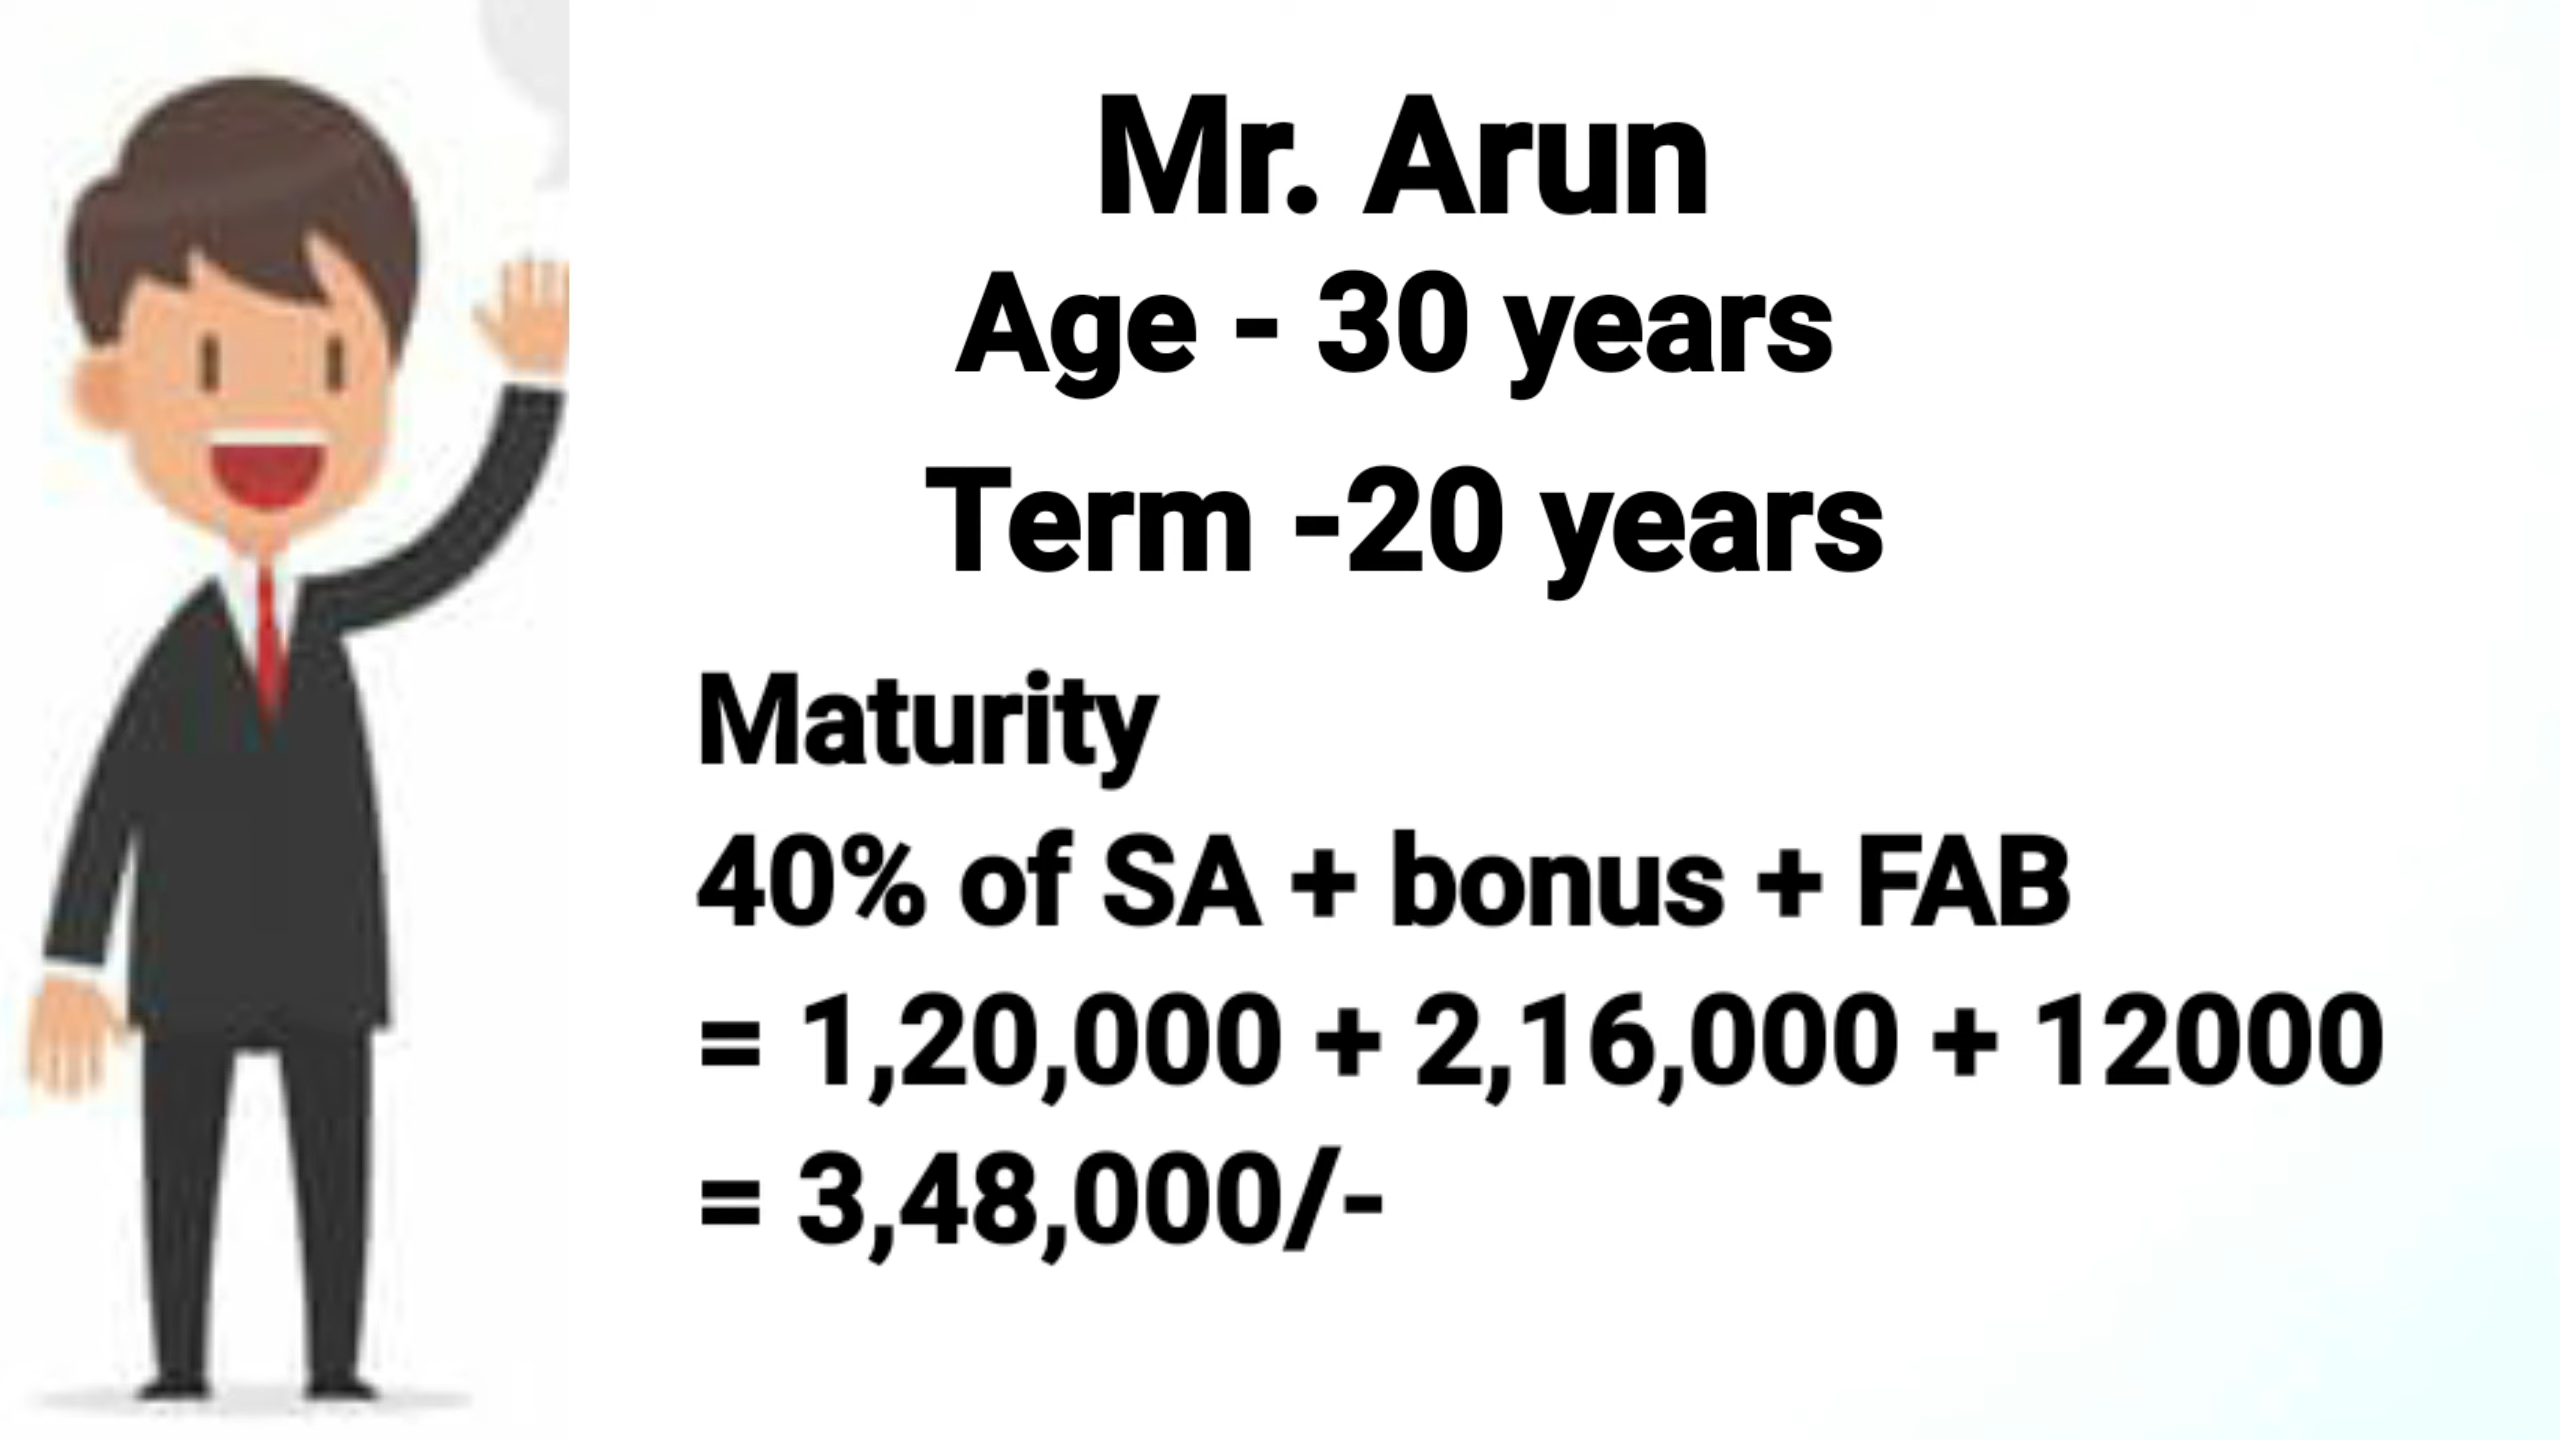 Mr. Arun
Age - 30 years
Term -20 years
Maturity
40% of SA + bonus + FAB
= 1,20,000 + 2,16,000 + 12000
= 3,48,000/-